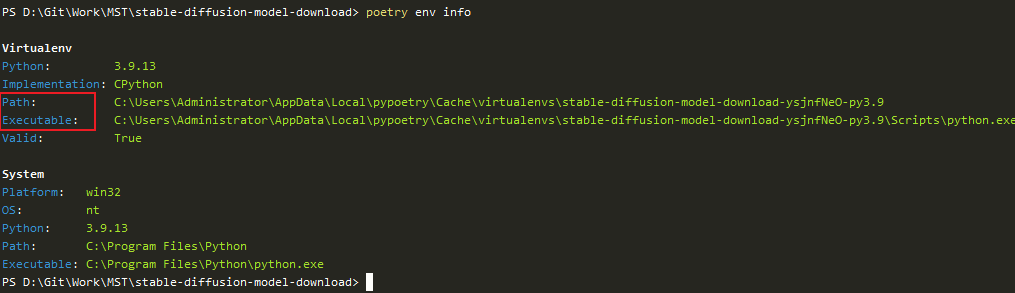 PS D:\Git\Work\MST\stable-diffusion-model-download> poetry env info
Virtualenv
Python: 3.9.13
Implementation: CPython
Path: C:\Users\Administrator\AppData\Local\pypoetry\Cache\virtualenvs\stable-diffusion-model-download-ysjnfNeO-py3.9
Executable: C:\Users\Administrator\AppData\Local\pypoetry\Cache\virtualenvs\stable-diffusion-model-download-ysjnfNeO-py3.9\Scripts\python.exe
Valid: True
System
Platform: win32
OS: nt
Python: 3.9.13
Path: C:\Program Files\Python
Executable: C:\Program Files\Python\python.exe
PS D:\Git\Work\MST\stable-diffusion-model-download>